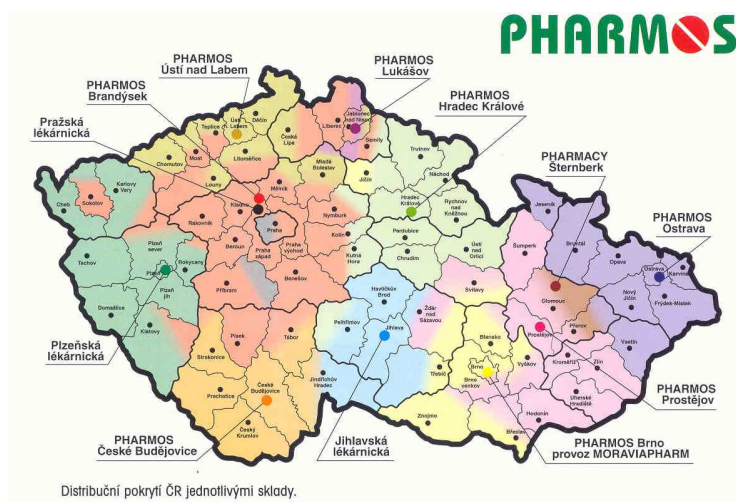 PHARMOS
PHARMOS
Ústí nad Labem
PHARMOS
Lukášov
PHARMOS
Brandýsek
PHARMOS
Hradec Králové
Pražská
lékárnická
PHARMACY
Šternberk
PHARMOS
Ostrava
Ústí
Labem
Děčín
Teplice
Most
Chomutov
Litoměřice
Louny
Česká
Lípa
Liberec
Jablonec
nad Nisou
Semily
Mladá
Boleslav
Jičín
Trutnov
Náchod
Hradec
Králové
Rychnov
nad
Kněžnou
Karlovy
Vary
Cheb
Sokolov
Mělník
Kladno
Rakovník
Praha
Beroun
Praha
západ
Praha
východ
Nymburk
Kolín
Kutná
Hora
Benešov
Příbram
Pardubice
Chrudim
Ústí
nad
Orlicí
Svitavy
Jeseník
Šumperk
Bruntál
Opava
Ostrava
Karviná
Nový
Jičín
Frýdek-Místek
Olomouc
Přerov
Prostějov
Vsetín
Plzeň
sever
Rokycany
Plzeň
Plzeň
jih
Tachov
Domažlice
Klatovy
Havlíčkův
Brod
Pelhřimov
Jihlava
Žďár
nad
Sázavou
Třebíč
Písek
Tábor
Strakonice
Prachatice
České
Budějovice
Český
Krumlov
Jindřichův
Hradec
Blansko
Brno
Brno
venkov
Vyškov
Znojmo
Břeclav
Hodonín
Kroměříž
Zlín
Uherské
Hradiště
Plzeňská
lékárnická
PHARMOS
České Budějovice
Jihlavská
lékárnická
PHARMOS
Prostějov
PHARMOS Brno
provoz MORAVIAPHARM
Distribuční pokrytí ČR jednotlivými sklady.